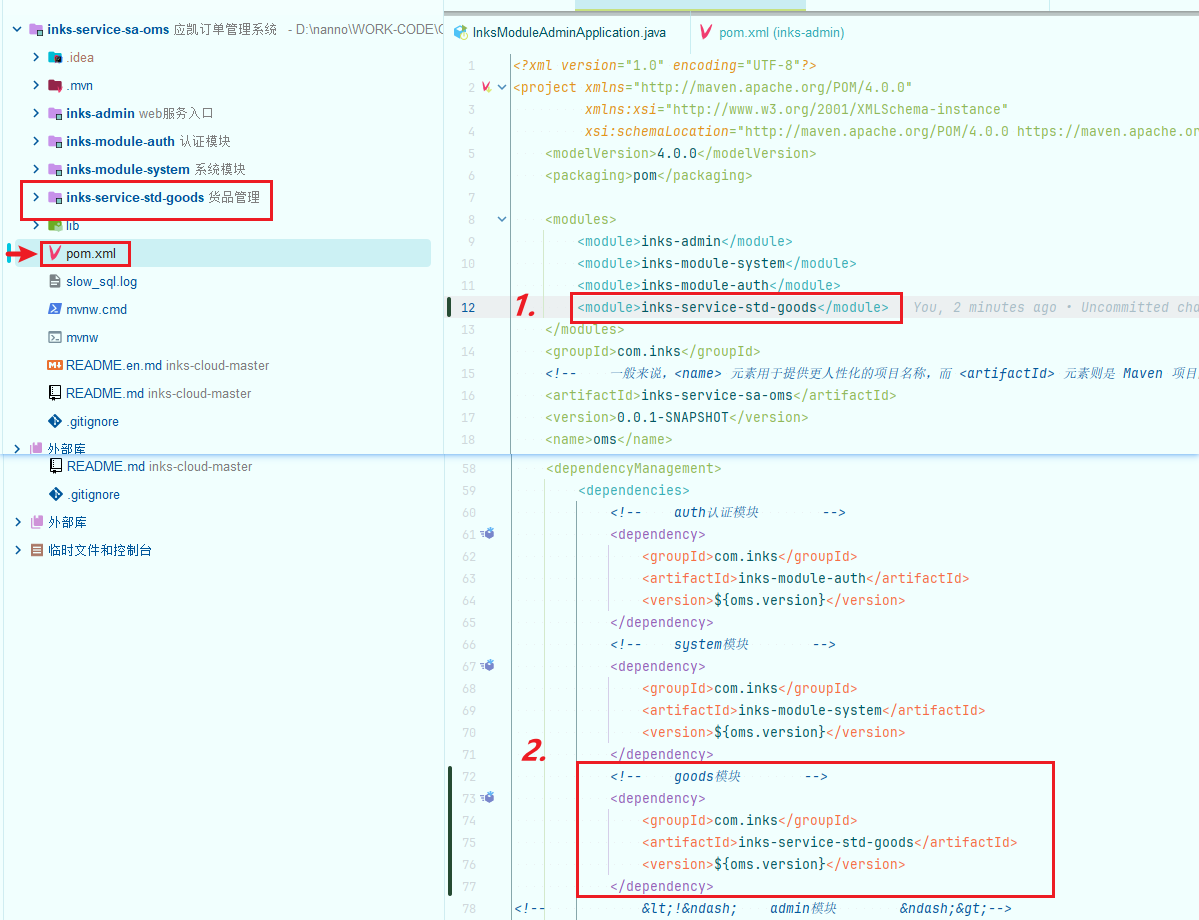 inks-service-sa-oms 应凯订单管理系统 - D:\nanno\WORK-CODE\
.idea
.mvn
inks-admin web服务入口
inks-module-auth 认证模块
inks-module-system 系统模块
inks-service-std-goods 货品管理
lib
pom.xml
slow_sql.log
mvnw.cmd
mvnw
README.en.md inks-cloud-master
README.md inks-cloud-master
.gitignore
外部库
README.md inks-cloud-master
.gitignore
外部库
临时文件和控制台
InksModuleAdminApplication.java
pom.xml (inks-admin)
1 <?xml version="1.0" encoding="UTF-8"?>
2 <project xmlns="http://maven.apache.org/POM/4.0.0"
3 xmlns:xsi="http://www.w3.org/2001/XMLSchema-instance"
4 xsi:schemaLocation="http://maven.apache.org/POM/4.0.0 https://maven.apache.or
5 <modelVersion>4.0.0</modelVersion>
6 <packaging>pom</packaging>
7
8 <modules>
9 <module>inks-admin</module>
10 <module>inks-module-system</module>
11 <module>inks-module-auth</module>
12 1. <module>inks-service-std-goods</module> You, 2 minutes ago • Uncommitted cha
13 </modules>
14 <groupId>com.inks</groupId>
15 <!-- 一般来说，<name> 元素用于提供更人性化的项目名称，而 <artifactId> 元素则是 Maven 项目
16 <artifactId>inks-service-sa-oms</artifactId>
17 <version>0.0.1-SNAPSHOT</version>
18 <name>oms</name>
58 <dependencyManagement>
59 <dependencies>
60 <!-- auth认证模块 -->
61 <dependency>
62 <groupId>com.inks</groupId>
63 <artifactId>inks-module-auth</artifactId>
64 <version>${oms.version}</version>
65 </dependency>
66 <!-- system模块 -->
67 <dependency>
68 <groupId>com.inks</groupId>
69 <artifactId>inks-module-system</artifactId>
70 <version>${oms.version}</version>
71 2. </dependency>
72 <!-- goods模块 -->
73 <dependency>
74 <groupId>com.inks</groupId>
75 <artifactId>inks-service-std-goods</artifactId>
76 <version>${oms.version}</version>
77 </dependency>
78 <!-- &lt;!&ndash; admin模块 &ndash;&gt;-->